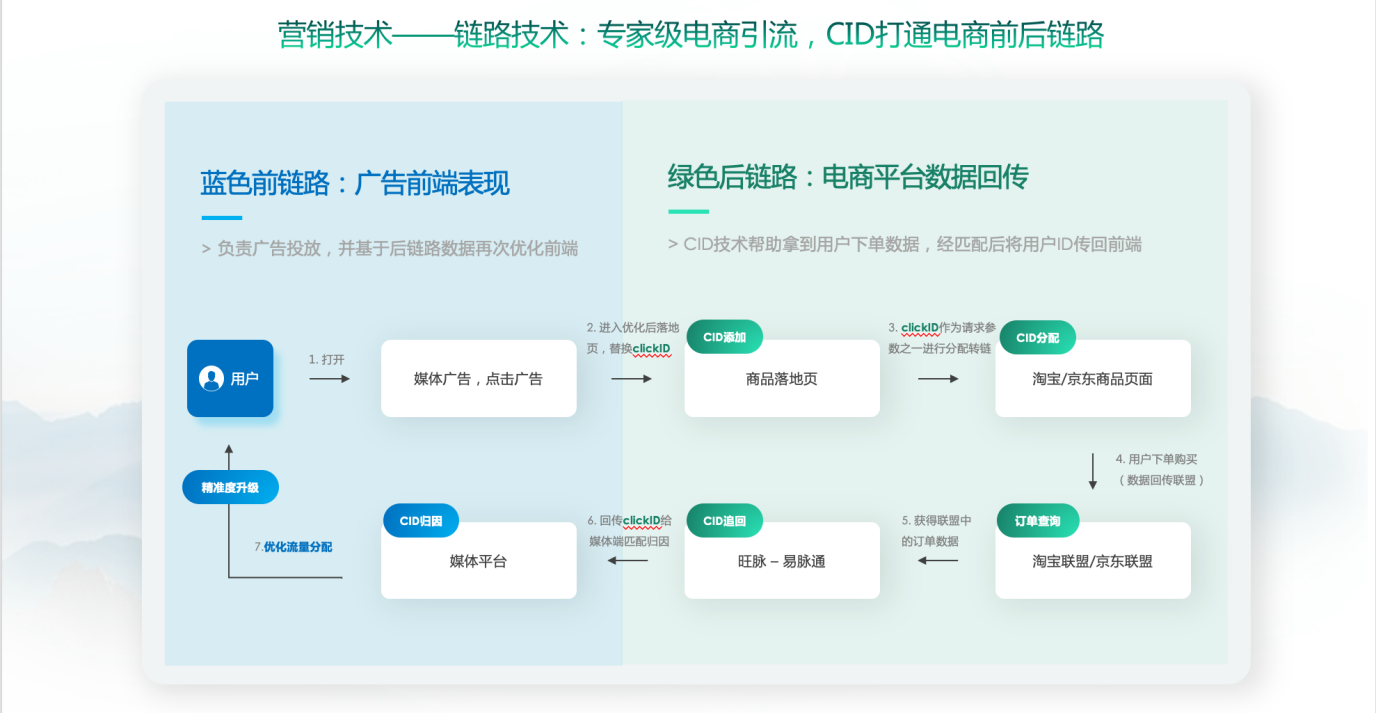 营销技术——链路技术：专家级电商引流，CID打通电商前后链路
蓝色前链路：广告前端表现
> 负责广告投放，并基于后链路数据再次优化前端
绿色后链路：电商平台数据回传
> CID技术帮助拿到用户下单数据，经匹配后将用户ID传回前端
用户
1. 打开
媒体广告，点击广告
2. 进入优化后落地
页，替换clickID
CID添加
商品落地页
3. clickID作为请求参
数之一进行分配转链
CID分配
淘宝/京东商品页面
4. 用户下单购买
（数据回传联盟）
订单查询
淘宝联盟/京东联盟
5. 获得联盟中
的订单数据
CID追回
旺脉 – 易脉通
6. 回传clickID给
媒体端匹配归因
CID归因
媒体平台
7.优化流量分配
精准度升级